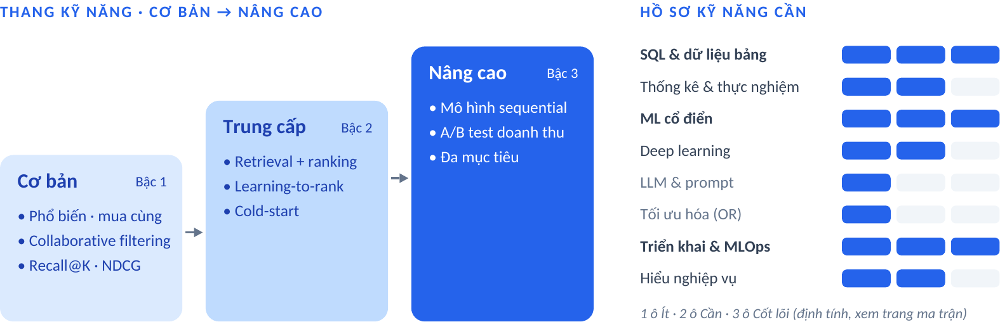 THANG KỸ NĂNG · CƠ BẢN → NÂNG CAO
Cơ bản Bậc 1
• Phổ biến · mua cùng
• Collaborative filtering
• Recall@K · NDCG
Trung cấp Bậc 2
• Retrieval + ranking
• Learning-to-rank
• Cold-start
Nâng cao Bậc 3
• Mô hình sequential
• A/B test doanh thu
• Đa mục tiêu
HỒ SƠ KỸ NĂNG CẦN
SQL & dữ liệu bảng
Thống kê & thực nghiệm
ML cổ điển
Deep learning
LLM & prompt
Tối ưu hóa (OR)
Triển khai & MLOps
Hiểu nghiệp vụ
1 ô Ít · 2 ô Cần · 3 ô Cốt lõi (định tính, xem trang ma trận)